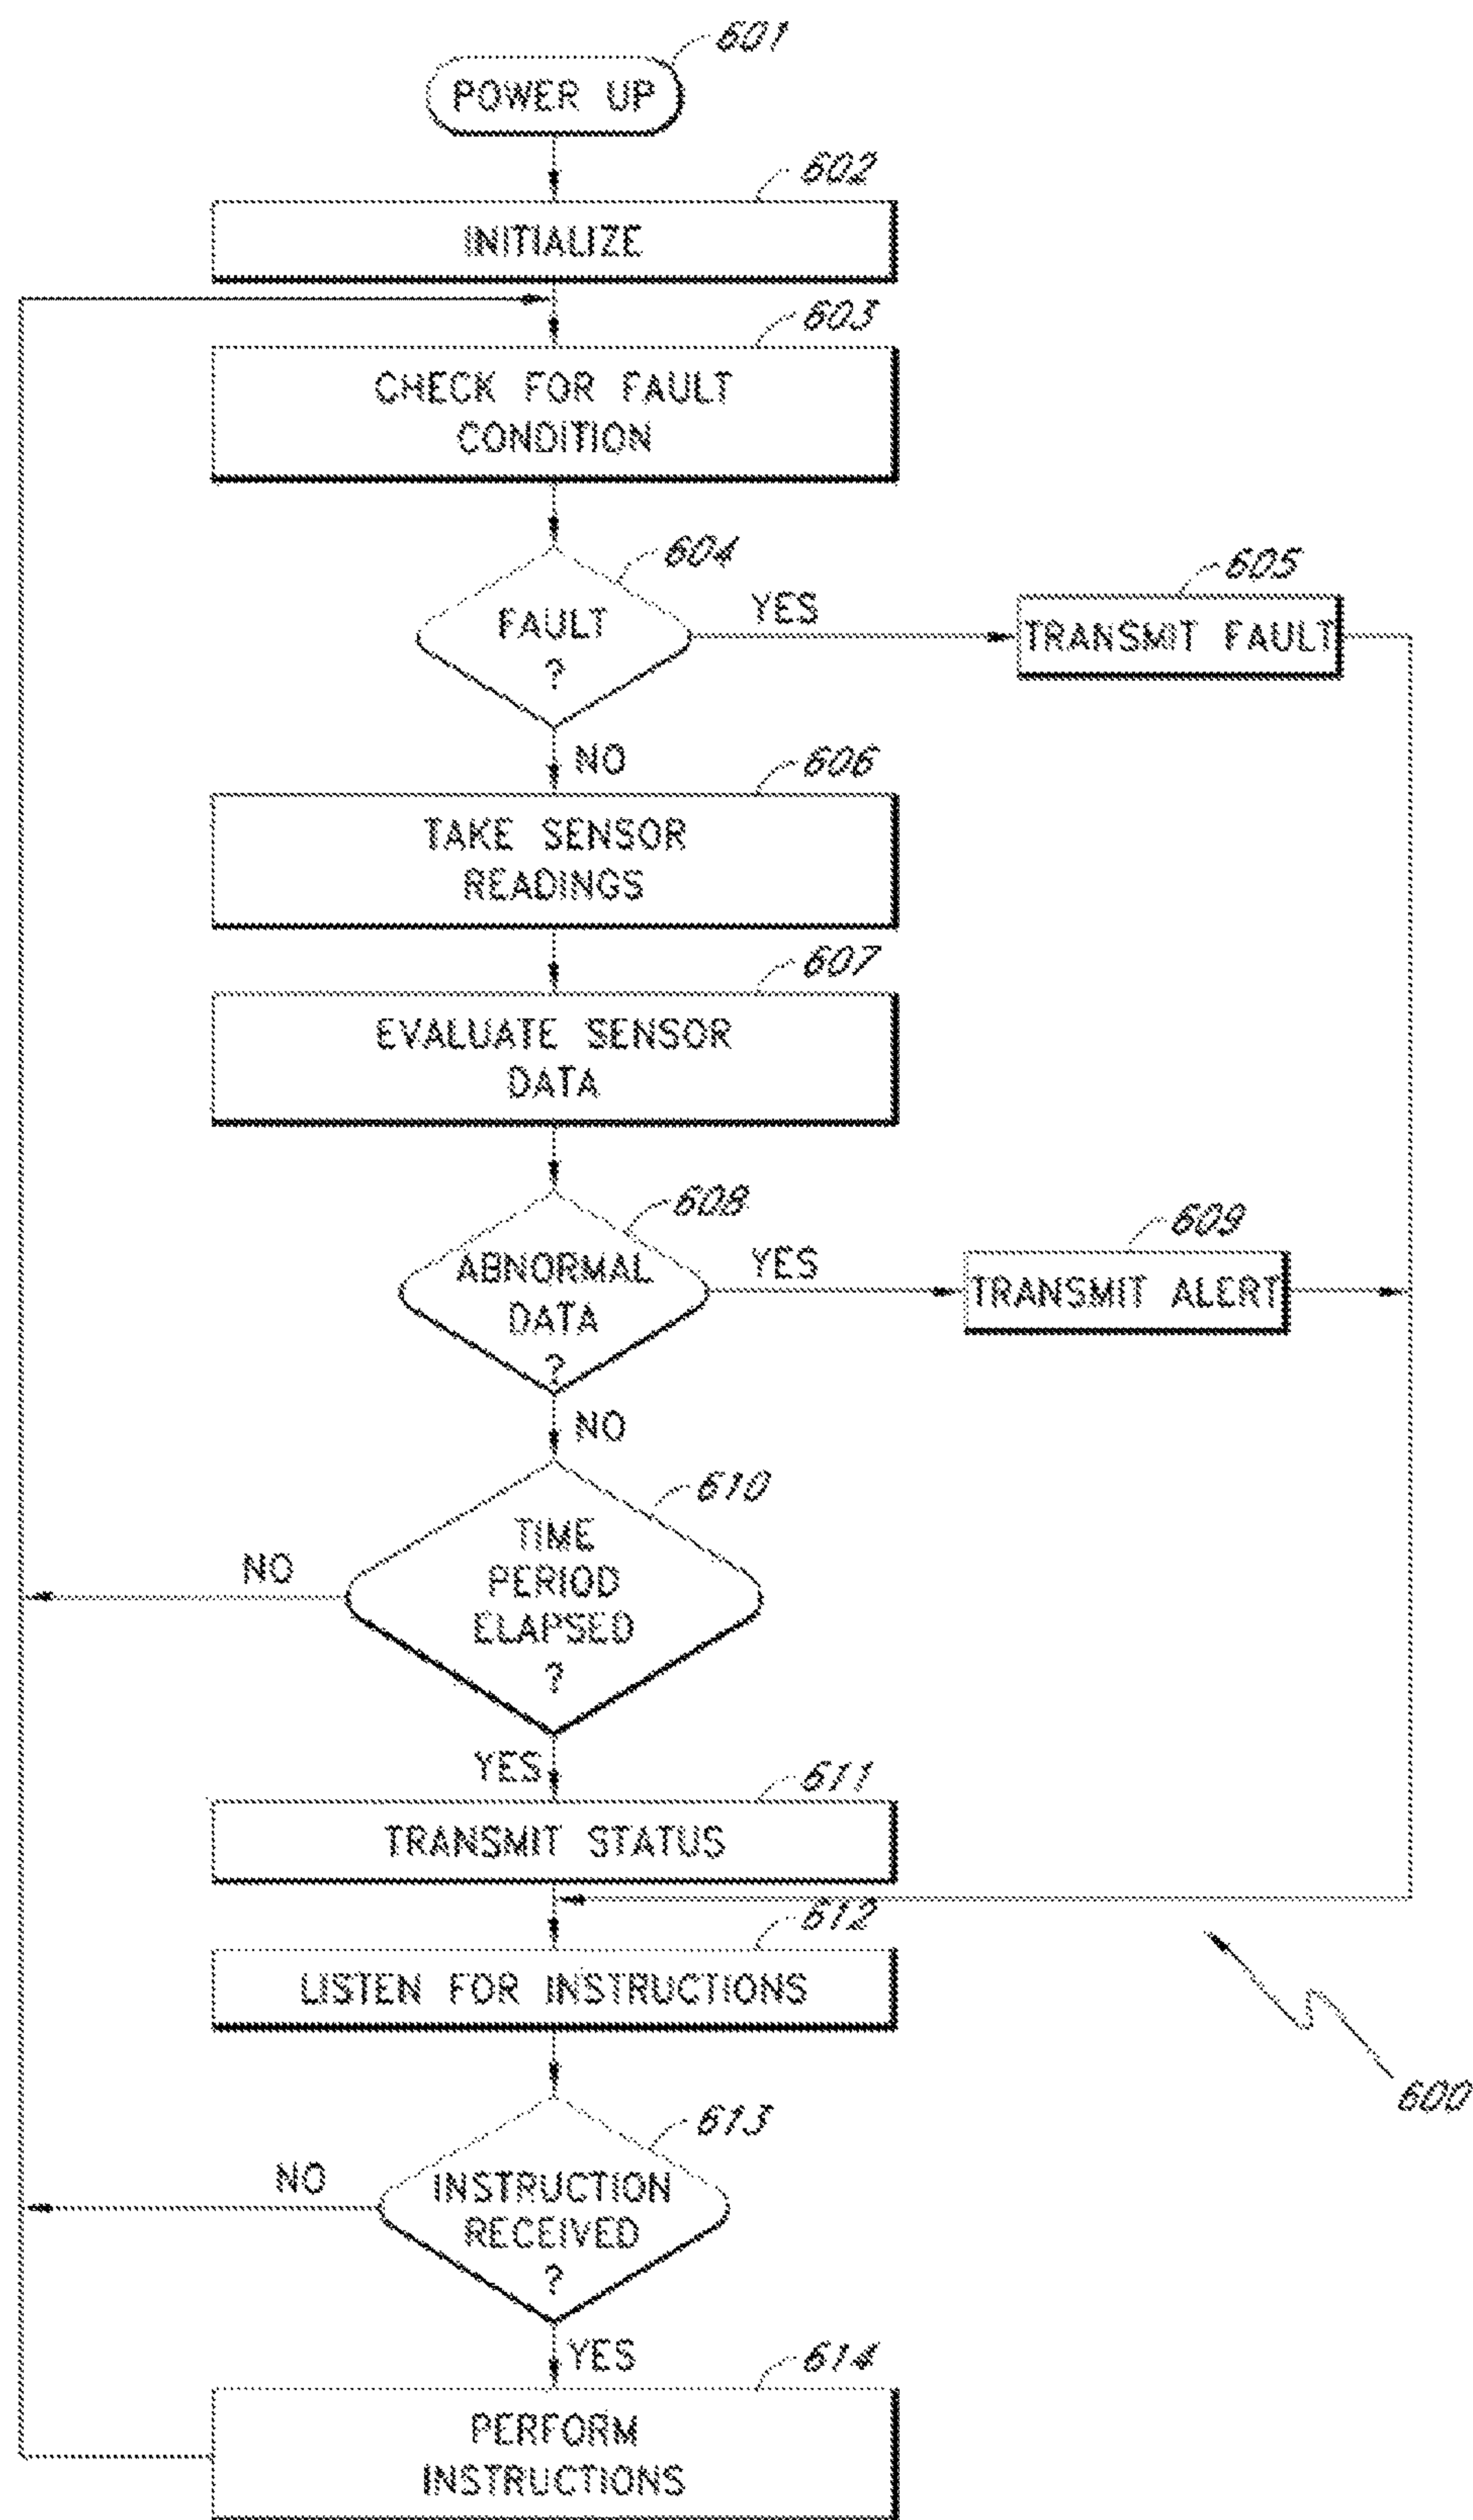 601
POWER UP
602
INITIALIZE
603
CHECK FOR FAULT
CONDITION
604
FAULT
?
YES
605
TRANSMIT FAULT
NO
606
TAKE SENSOR
READINGS
607
EVALUATE SENSOR
DATA
608
ABNORMAL
DATA
?
YES
609
TRANSMIT ALERT
NO
610
TIME
PERIOD
ELAPSED
?
NO
YES
611
TRANSMIT STATUS
612
LISTEN FOR INSTRUCTIONS
600
613
INSTRUCTION
RECEIVED
?
NO
YES
614
PERFORM
INSTRUCTIONS